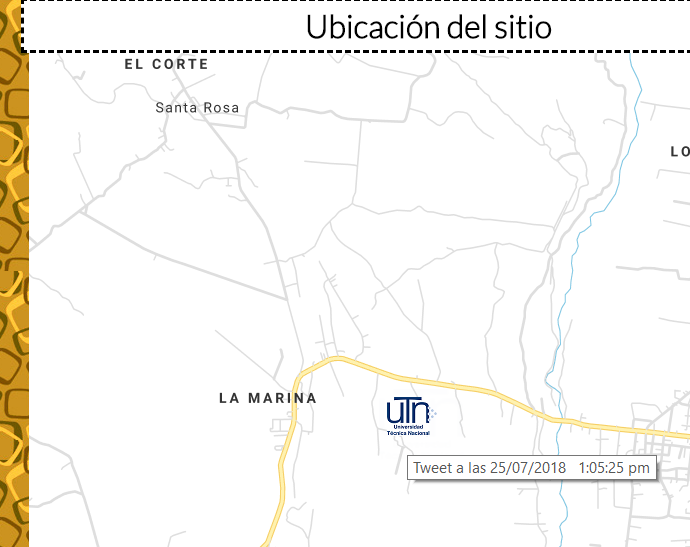 Ubicación del sitio
EL CORTE
Santa Rosa
LO
LA MARINA
uTn
Universidad
Técnica Nacional
Tweet a las 25/07/2018 1:05:25 pm